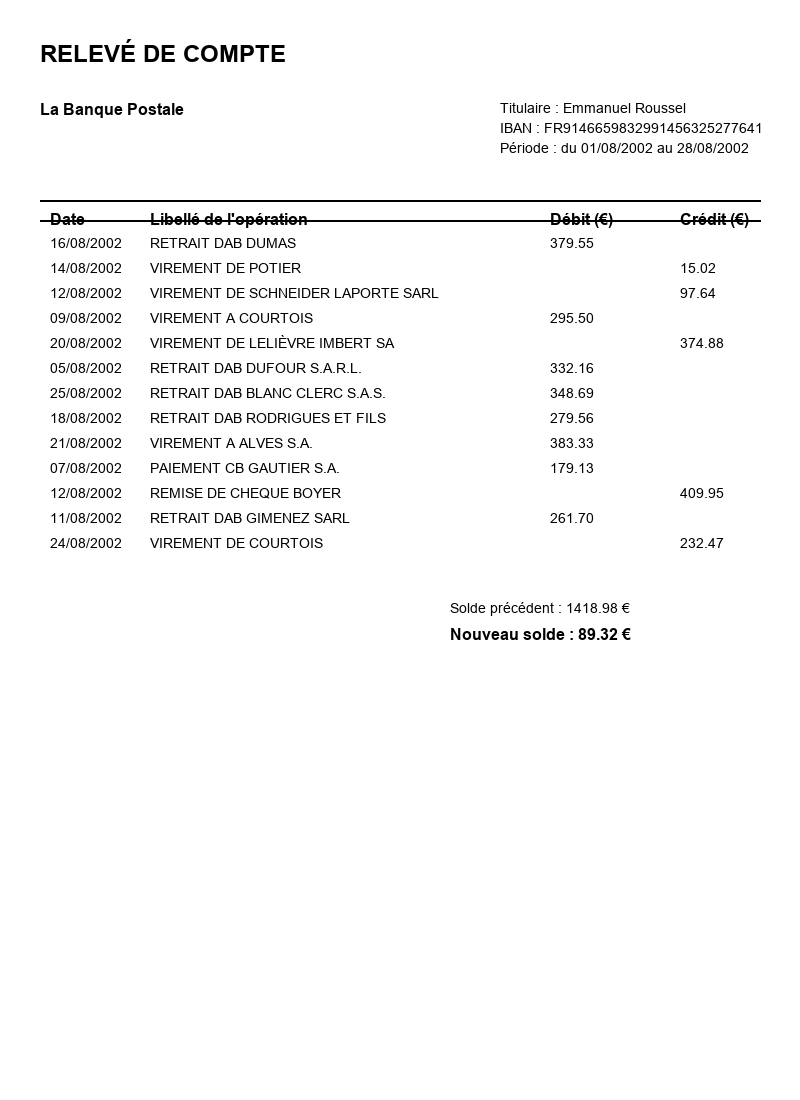 RELEVÉ DE COMPTE
La Banque Postale
Titulaire : Emmanuel Roussel
IBAN : FR9146659832991456325277641
Période : du 01/08/2002 au 28/08/2002
Date Libellé de l'opération Débit (€) Crédit (€)
16/08/2002 RETRAIT DAB DUMAS 379.55
14/08/2002 VIREMENT DE POTIER 15.02
12/08/2002 VIREMENT DE SCHNEIDER LAPORTE SARL 97.64
09/08/2002 VIREMENT A COURTOIS 295.50
20/08/2002 VIREMENT DE LELIÈVRE IMBERT SA 374.88
05/08/2002 RETRAIT DAB DUFOUR S.A.R.L. 332.16
25/08/2002 RETRAIT DAB BLANC CLERC S.A.S. 348.69
18/08/2002 RETRAIT DAB RODRIGUES ET FILS 279.56
21/08/2002 VIREMENT A ALVES S.A. 383.33
07/08/2002 PAIEMENT CB GAUTIER S.A. 179.13
12/08/2002 REMISE DE CHEQUE BOYER 409.95
11/08/2002 RETRAIT DAB GIMENEZ SARL 261.70
24/08/2002 VIREMENT DE COURTOIS 232.47
Solde précédent : 1418.98 €
Nouveau solde : 89.32 €